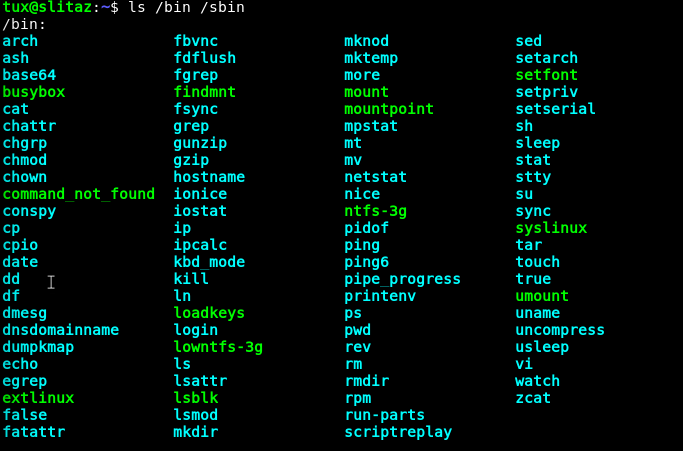 tux@slitaz:~$ ls /bin /sbin
/bin:
arch fbvnc mknod sed
ash fdflush mktemp setarch
base64 fgrep more setfont
busybox findmnt mount setpriv
cat fsync mountpoint setserial
chattr grep mpstat sh
chgrp gunzip mt sleep
chmod gzip mv stat
chown hostname netstat stty
command_not_found ionice nice su
conspy iostat ntfs-3g sync
cp ip pidof syslinux
cpio ipcalc ping tar
date kbd_mode ping6 touch
dd kill pipe_progress true
df ln printenv umount
dmesg loadkeys ps uname
dnsdomainname login pwd uncompress
dumpkmap lowntfs-3g rev usleep
echo ls rm vi
egrep lsattr rmdir watch
extlinux lsblk rpm zcat
false lsmod run-parts
fatattr mkdir scriptreplay